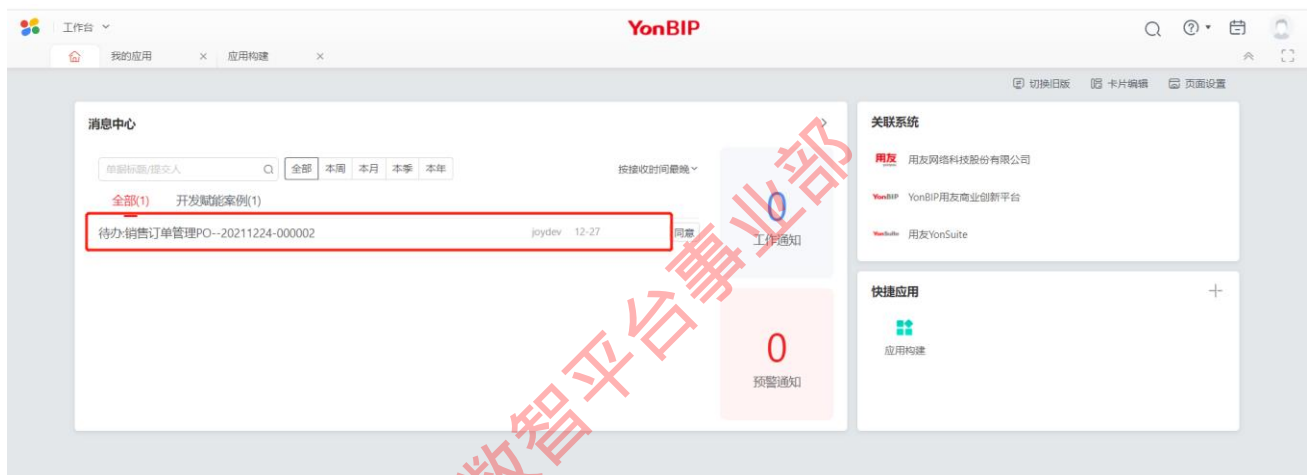 工作台
YonBIP
我的应用 × 应用构建 ×
切换旧版 卡片编辑 页面设置
消息中心
单据标题/提交人 全部 本周 本月 本季 本年 按接收时间最晚
全部(1) 开发赋能案例(1)
待办:销售订单管理PO--20211224-000002 joydev 12-27 同意
0
工作通知
0
预警通知
关联系统
用友 用友网络科技股份有限公司
YonBIP YonBIP用友商业创新平台
YonSuite 用友YonSuite
快捷应用
应用构建
数智平台事业部